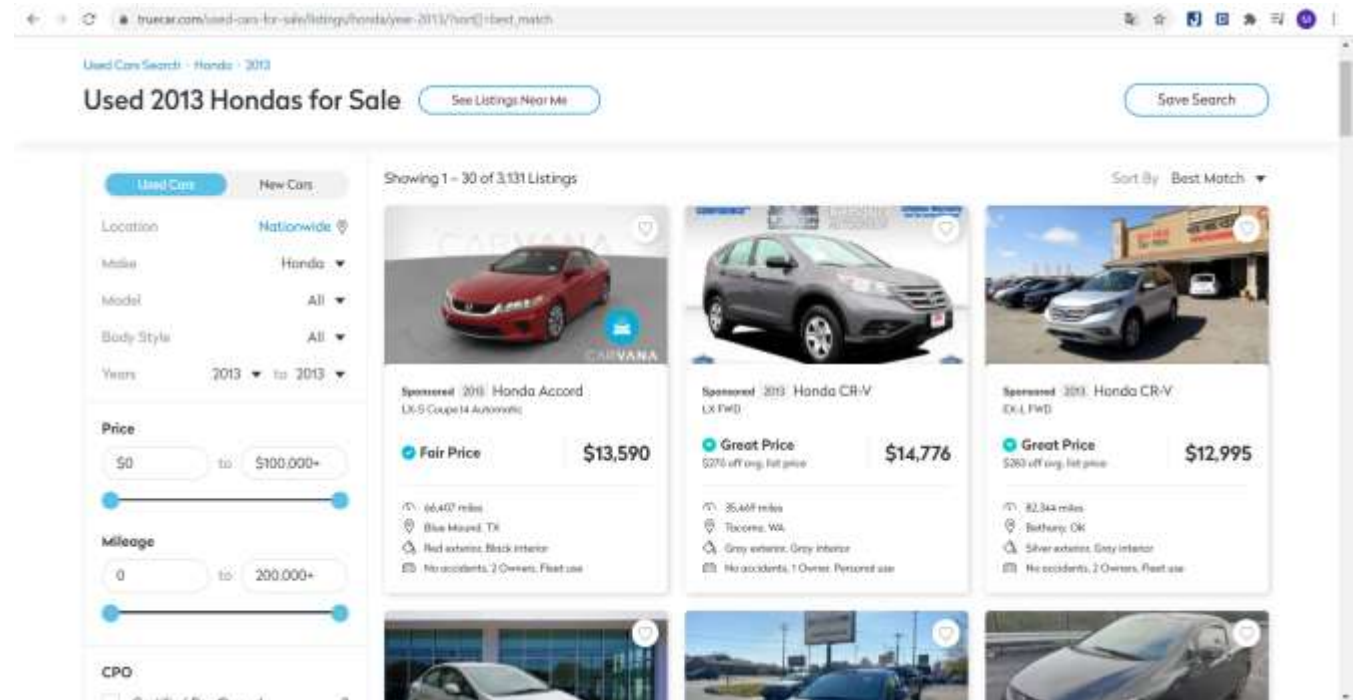 truecar.com/used-cars-for-sale/listings/honda/year-2013/?sort[]=best_match
Used Cars Search
Honda
2013
Used 2013 Hondas for Sale
See Listings Near Me
Save Search
Used Cars
New Cars
Showing 1 – 30 of 3,131 Listings
Sort By Best Match
Location Nationwide
Make Honda
Model All
Body Style All
Years 2013 to 2013
Price
$0 to $100,000+
Mileage
0 to 200,000+
CPO
CARVANA
CARVANA
Sponsored 2013 Honda Accord
LX-S Coupe I4 Automatic
Fair Price $13,590
66,407 miles
Blue Mound, TX
Red exterior, Black interior
No accidents, 2 Owners, Fleet use
Sponsored 2013 Honda CR-V
LX FWD
Great Price $14,776
off avg. list price
miles
Tacoma, WA
Gray exterior, Gray interior
No accidents, 1 Owner, Personal use
Sponsored 2013 Honda CR-V
EX-L FWD
Great Price $12,995
off avg. list price
82,344 miles
Bethany, OK
Silver exterior, Gray interior
No accidents, 2 Owners, Fleet use